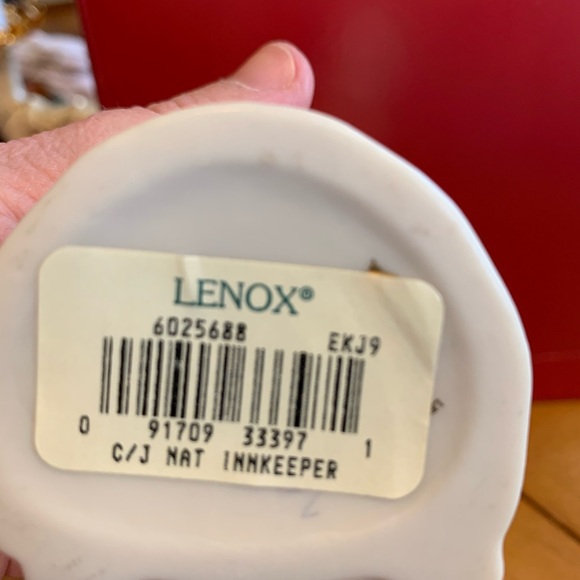 LENOX®
6025688 EKJ9
0 91709 33397 1
C/J NAT INNKEEPER